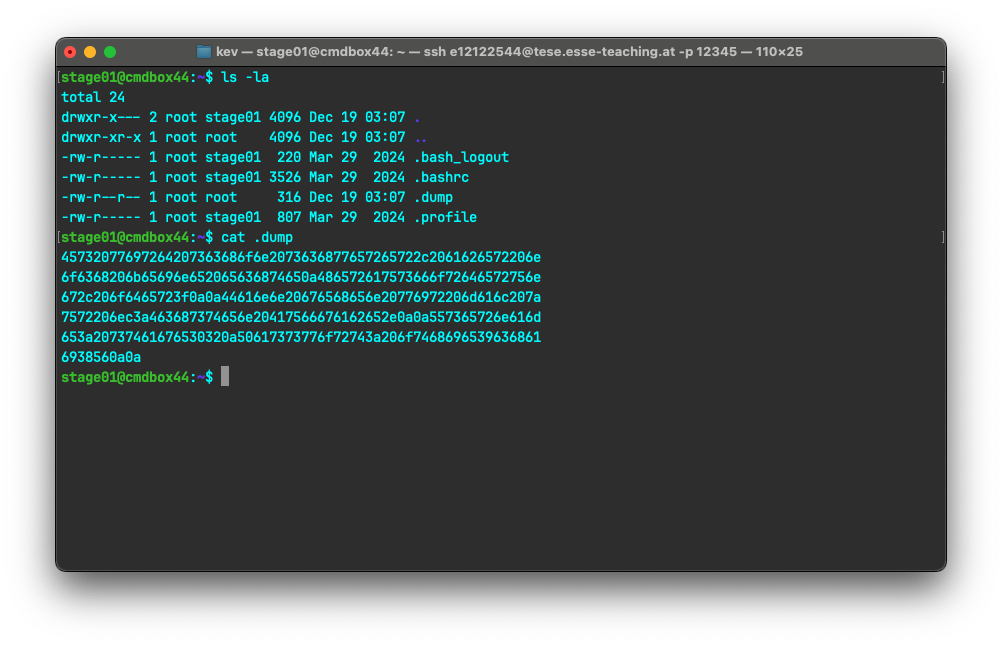 kev — stage01@cmdbox44: ~ — ssh e12122544@tese.esse-teaching.at -p 12345 — 110×25
[stage01@cmdbox44:~$ ls -la ]
total 24
drwxr-x--- 2 root stage01 4096 Dec 19 03:07 .
drwxr-xr-x 1 root root    4096 Dec 19 03:07 ..
-rw-r----- 1 root stage01  220 Mar 29  2024 .bash_logout
-rw-r----- 1 root stage01 3526 Mar 29  2024 .bashrc
-rw-r--r-- 1 root root     316 Dec 19 03:07 .dump
-rw-r----- 1 root stage01  807 Mar 29  2024 .profile
[stage01@cmdbox44:~$ cat .dump ]
45732077697264207363686f6e2073636877657265722c2061626572206e
6f6368206b65696e652065636874650a486572617573666f72646572756e
672c206f6465723f0a0a44616e6e20676568656e20776972206d616c207a
7572206ec3a463687374656e20417566676162652e0a0a557365726e616d
653a20737461676530320a50617373776f72743a206f7468696539636861
6938560a0a
stage01@cmdbox44:~$